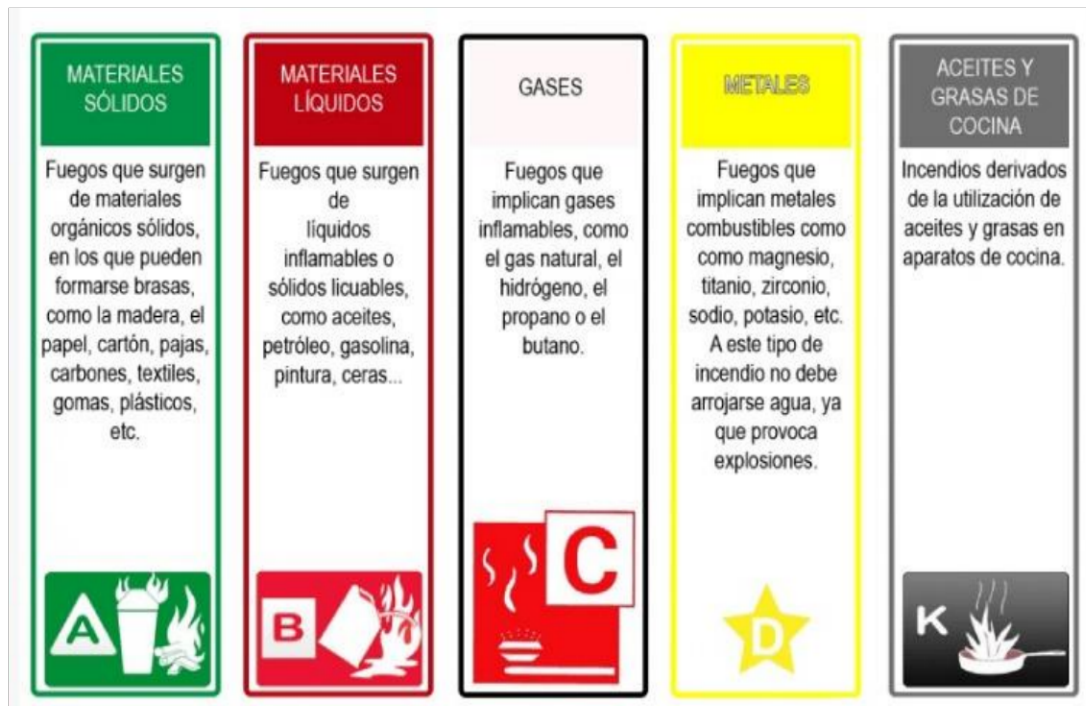 MATERIALES
SÓLIDOS
Fuegos que surgen
de materiales
orgánicos sólidos,
en los que pueden
formarse brasas,
como la madera, el
papel, cartón, pajas,
carbones, textiles,
gomas, plásticos,
etc.
A
MATERIALES
LÍQUIDOS
Fuegos que surgen
de
líquidos
inflamables o
sólidos licuables,
como aceites,
petróleo, gasolina,
pintura, ceras...
B
GASES
Fuegos que
implican gases
inflamables, como
el gas natural, el
hidrógeno, el
propano o el
butano.
C
METALES
Fuegos que
implican metales
combustibles como
como magnesio,
titanio, zirconio,
sodio, potasio, etc.
A este tipo de
incendio no debe
arrojarse agua, ya
que provoca
explosiones.
D
ACEITES Y
GRASAS DE
COCINA
Incendios derivados
de la utilización de
aceites y grasas en
aparatos de cocina.
K